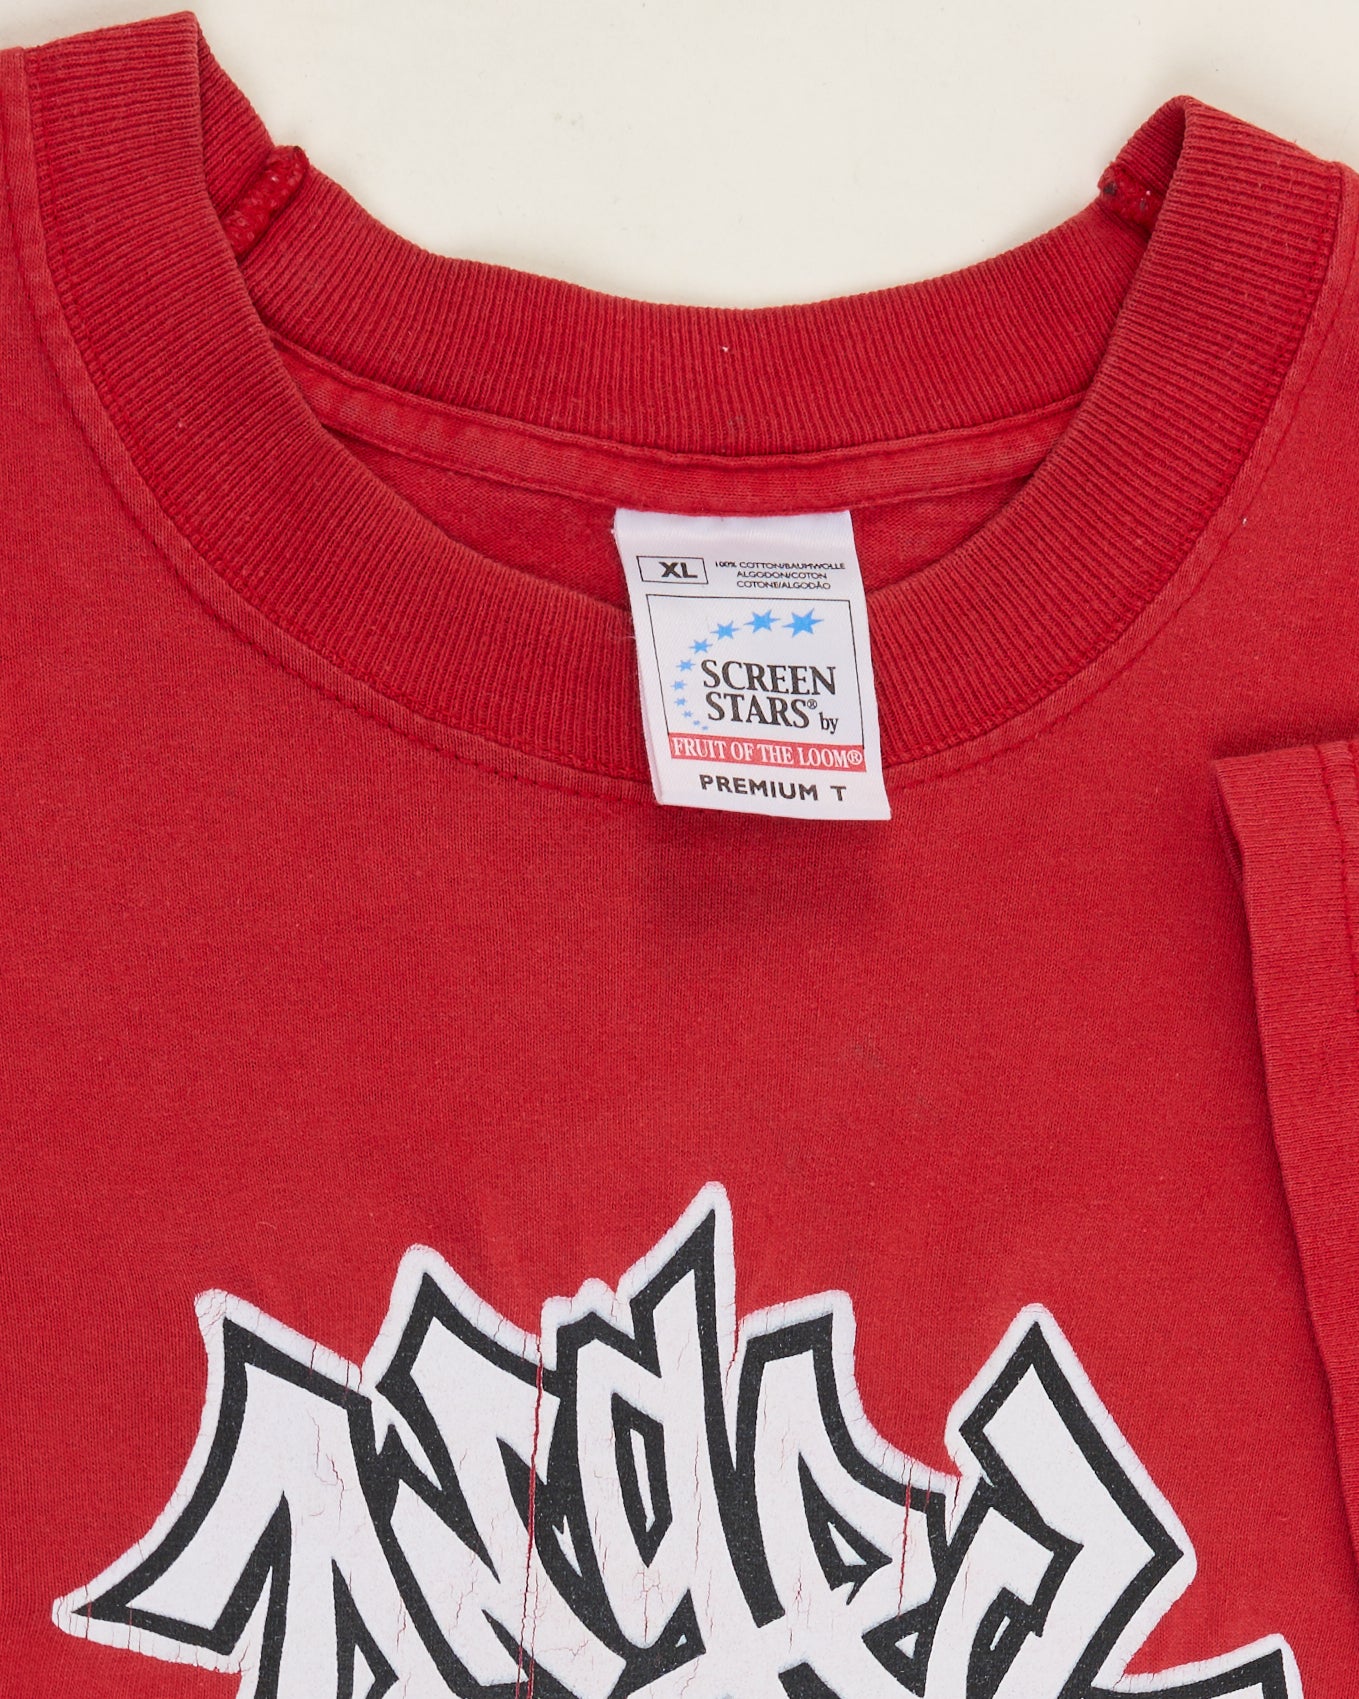 XL
100% COTTON/BAUMWOLLE
ALGODON/COTON
COTONE/ALGODÃO
SCREEN
STARS® by
FRUIT OF THE LOOM®
PREMIUM T